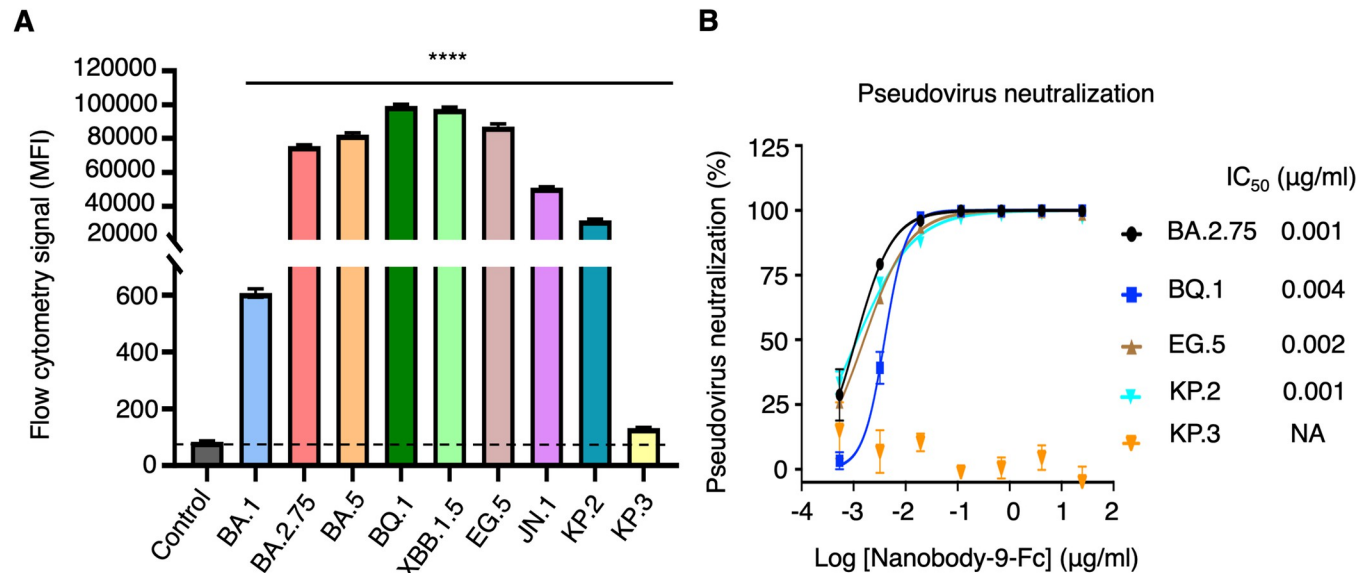 A
****
120000
100000
80000
60000
40000
20000
600
400
200
0
Flow cytometry signal (MFI)
Control
BA.1
BA.2.75
BA.5
BQ.1
XBB.1.5
EG.5
JN.1
KP.2
KP.3
B
Pseudovirus neutralization
Pseudovirus neutralization (%)
125
100
75
50
25
0
-4 -3 -2 -1 0 1 2
Log [Nanobody-9-Fc] (µg/ml)
IC₅₀ (µg/ml)
BA.2.75 0.001
BQ.1 0.004
EG.5 0.002
KP.2 0.001
KP.3 NA